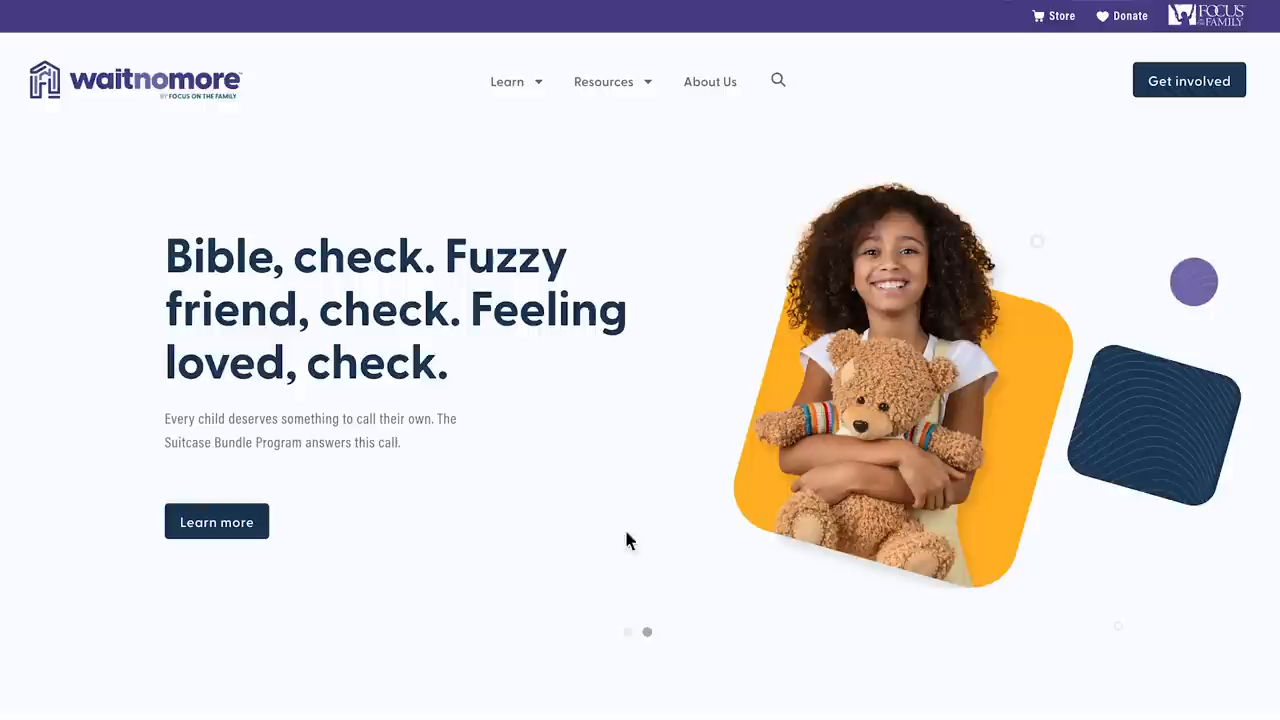 Store
Donate
FOCUS
FAMILY
waitnomore
BY FOCUS ON THE FAMILY
Learn
Resources
About Us
Get involved
Bible, check. Fuzzy
friend, check. Feeling
loved, check.
Every child deserves something to call their own. The
Suitcase Bundle Program answers this call.
Learn more